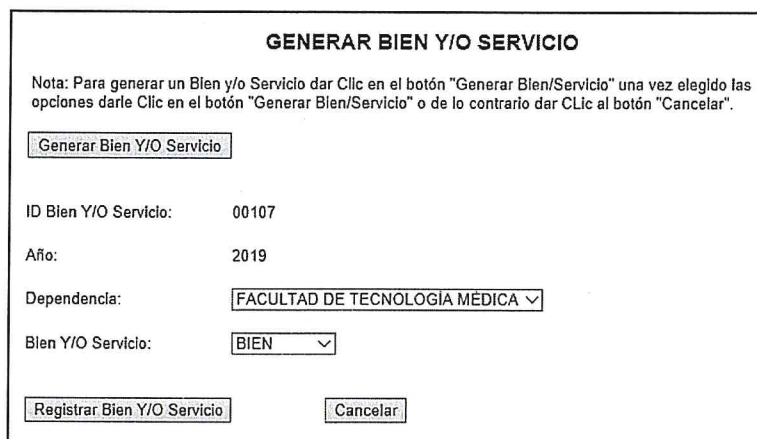 GENERAR BIEN Y/O SERVICIO
Nota: Para generar un Bien y/o Servicio dar Clic en el botón "Generar Bien/Servicio" una vez elegido las
opciones darle Clic en el botón "Generar Bien/Servicio" o de lo contrario dar CLic al botón "Cancelar".
Generar Bien Y/O Servicio
ID Bien Y/O Servicio: 00107
Año: 2019
Dependencia: FACULTAD DE TECNOLOGÍA MÉDICA
Bien Y/O Servicio: BIEN
Registrar Bien Y/O Servicio Cancelar